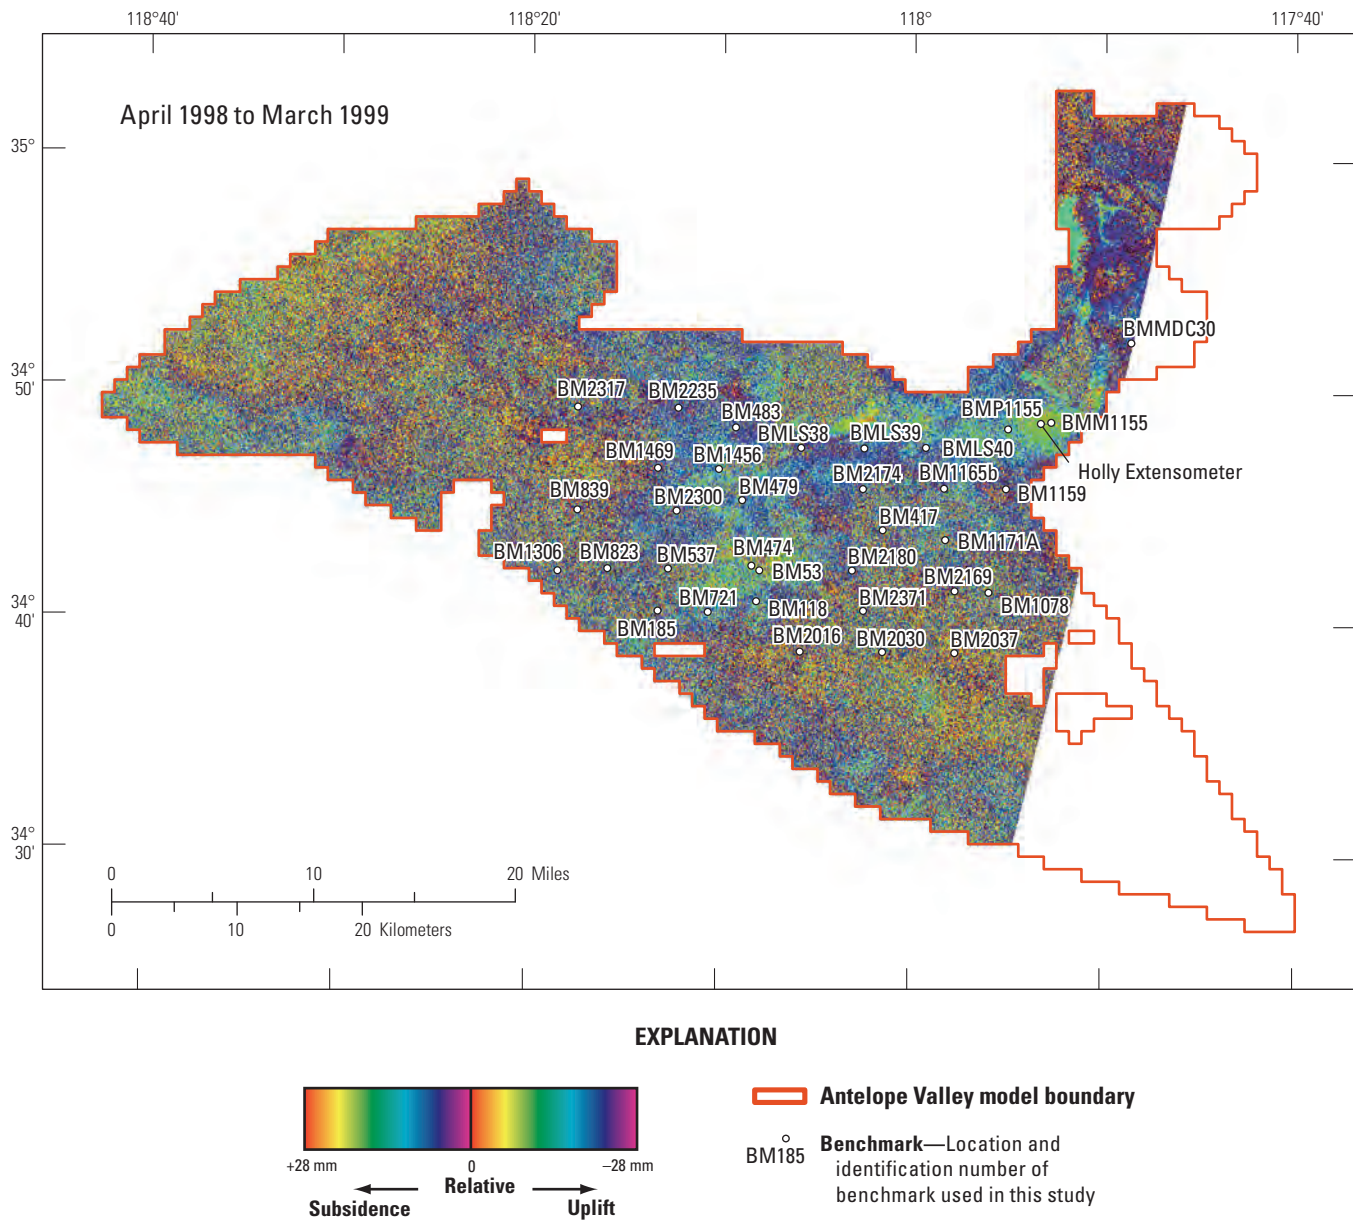 118°40'
118°20'
118°
117°40'
April 1998 to March 1999
35°
34°
50'
34°
40'
34°
30'
BMMDC30
BM2317
BM2235
BM483
BMP1155
BMM1155
BMLS38
BMLS39
BMLS40
BM1469
BM1456
Holly Extensometer
BM2174
BM1165b
BM839
BM2300
BM479
BM1159
BM417
BM1306
BM823
BM537
BM474
BM53
BM2180
BM1171A
BM2169
BM721
BM118
BM2371
BM1078
BM185
BM2016
BM2030
BM2037
0 10 20 Miles
0 10 20 Kilometers
EXPLANATION
+28 mm 0 –28 mm
Relative
Subsidence Uplift
Antelope Valley model boundary
BM185
Benchmark—Location and
identification number of
benchmark used in this study